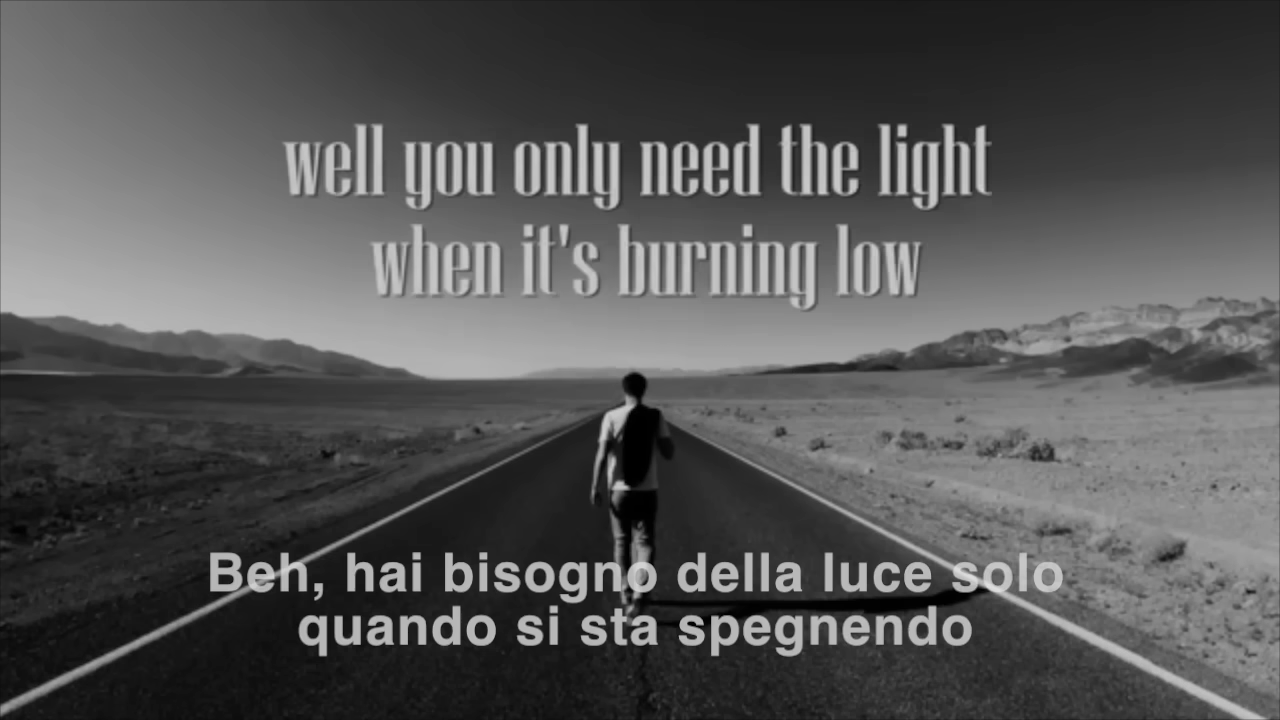 well you only need the light
when it's burning low
Beh, hai bisogno della luce solo
quando si sta spegnendo